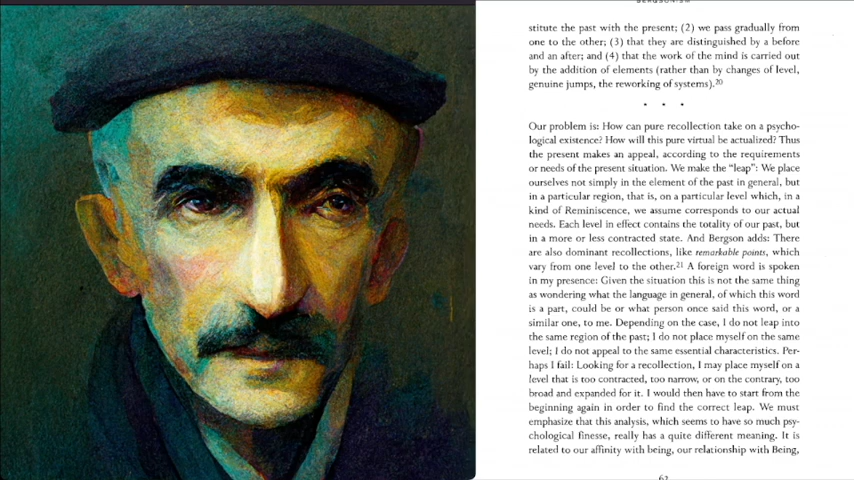 BERGSONISM
stitute the past with the present; (2) we pass gradually from
one to the other; (3) that they are distinguished by a before
and an after; and (4) that the work of the mind is carried out
by the addition of elements (rather than by changes of level,
genuine jumps, the reworking of systems).20
• • •
Our problem is: How can pure recollection take on a psycho-
logical existence? How will this pure virtual be actualized? Thus
the present makes an appeal, according to the requirements
or needs of the present situation. We make the “leap”: We place
ourselves not simply in the element of the past in general, but
in a particular region, that is, on a particular level which, in a
kind of Reminiscence, we assume corresponds to our actual
needs. Each level in effect contains the totality of our past, but
in a more or less contracted state. And Bergson adds: There
are also dominant recollections, like remarkable points, which
vary from one level to the other.21 A foreign word is spoken
in my presence: Given the situation this is not the same thing
as wondering what the language in general, of which this word
is a part, could be or what person once said this word, or a
similar one, to me. Depending on the case, I do not leap into
the same region of the past; I do not place myself on the same
level; I do not appeal to the same essential characteristics. Per-
haps I fail: Looking for a recollection, I may place myself on a
level that is too contracted, too narrow, or on the contrary, too
broad and expanded for it. I would then have to start from the
beginning again in order to find the correct leap. We must
emphasize that this analysis, which seems to have so much psy-
chological finesse, really has a quite different meaning. It is
related to our affinity with being, our relationship with Being,